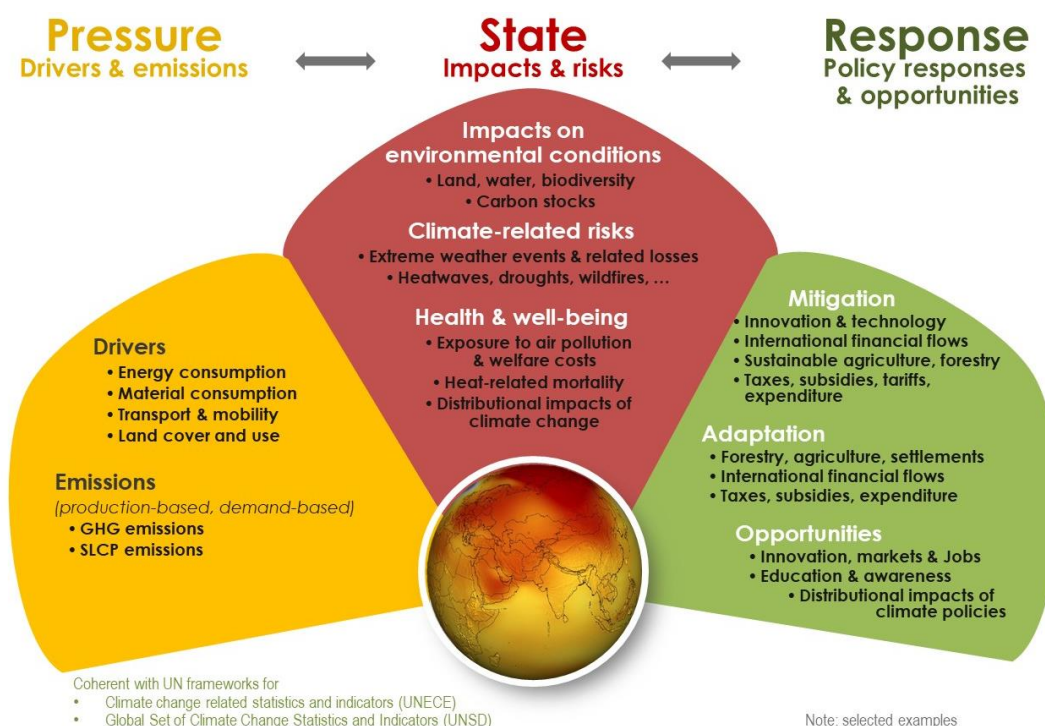 Pressure
Drivers & emissions
State
Impacts & risks
Response
Policy responses
& opportunities
Impacts on
environmental conditions
• Land, water, biodiversity
• Carbon stocks
Climate-related risks
• Extreme weather events & related losses
• Heatwaves, droughts, wildfires, …
Health & well-being
• Exposure to air pollution
& welfare costs
• Heat-related mortality
• Distributional impacts of
climate change
Drivers
• Energy consumption
• Material consumption
• Transport & mobility
• Land cover and use
Emissions
(production-based, demand-based)
• GHG emissions
• SLCP emissions
Mitigation
• Innovation & technology
• International financial flows
• Sustainable agriculture, forestry
• Taxes, subsidies, tariffs,
expenditure
Adaptation
• Forestry, agriculture, settlements
• International financial flows
• Taxes, subsidies, expenditure
Opportunities
• Innovation, markets & Jobs
• Education & awareness
• Distributional impacts of
climate policies
Coherent with UN frameworks for
• Climate change related statistics and indicators (UNECE)
• Global Set of Climate Change Statistics and Indicators (UNSD)
Note: selected examples